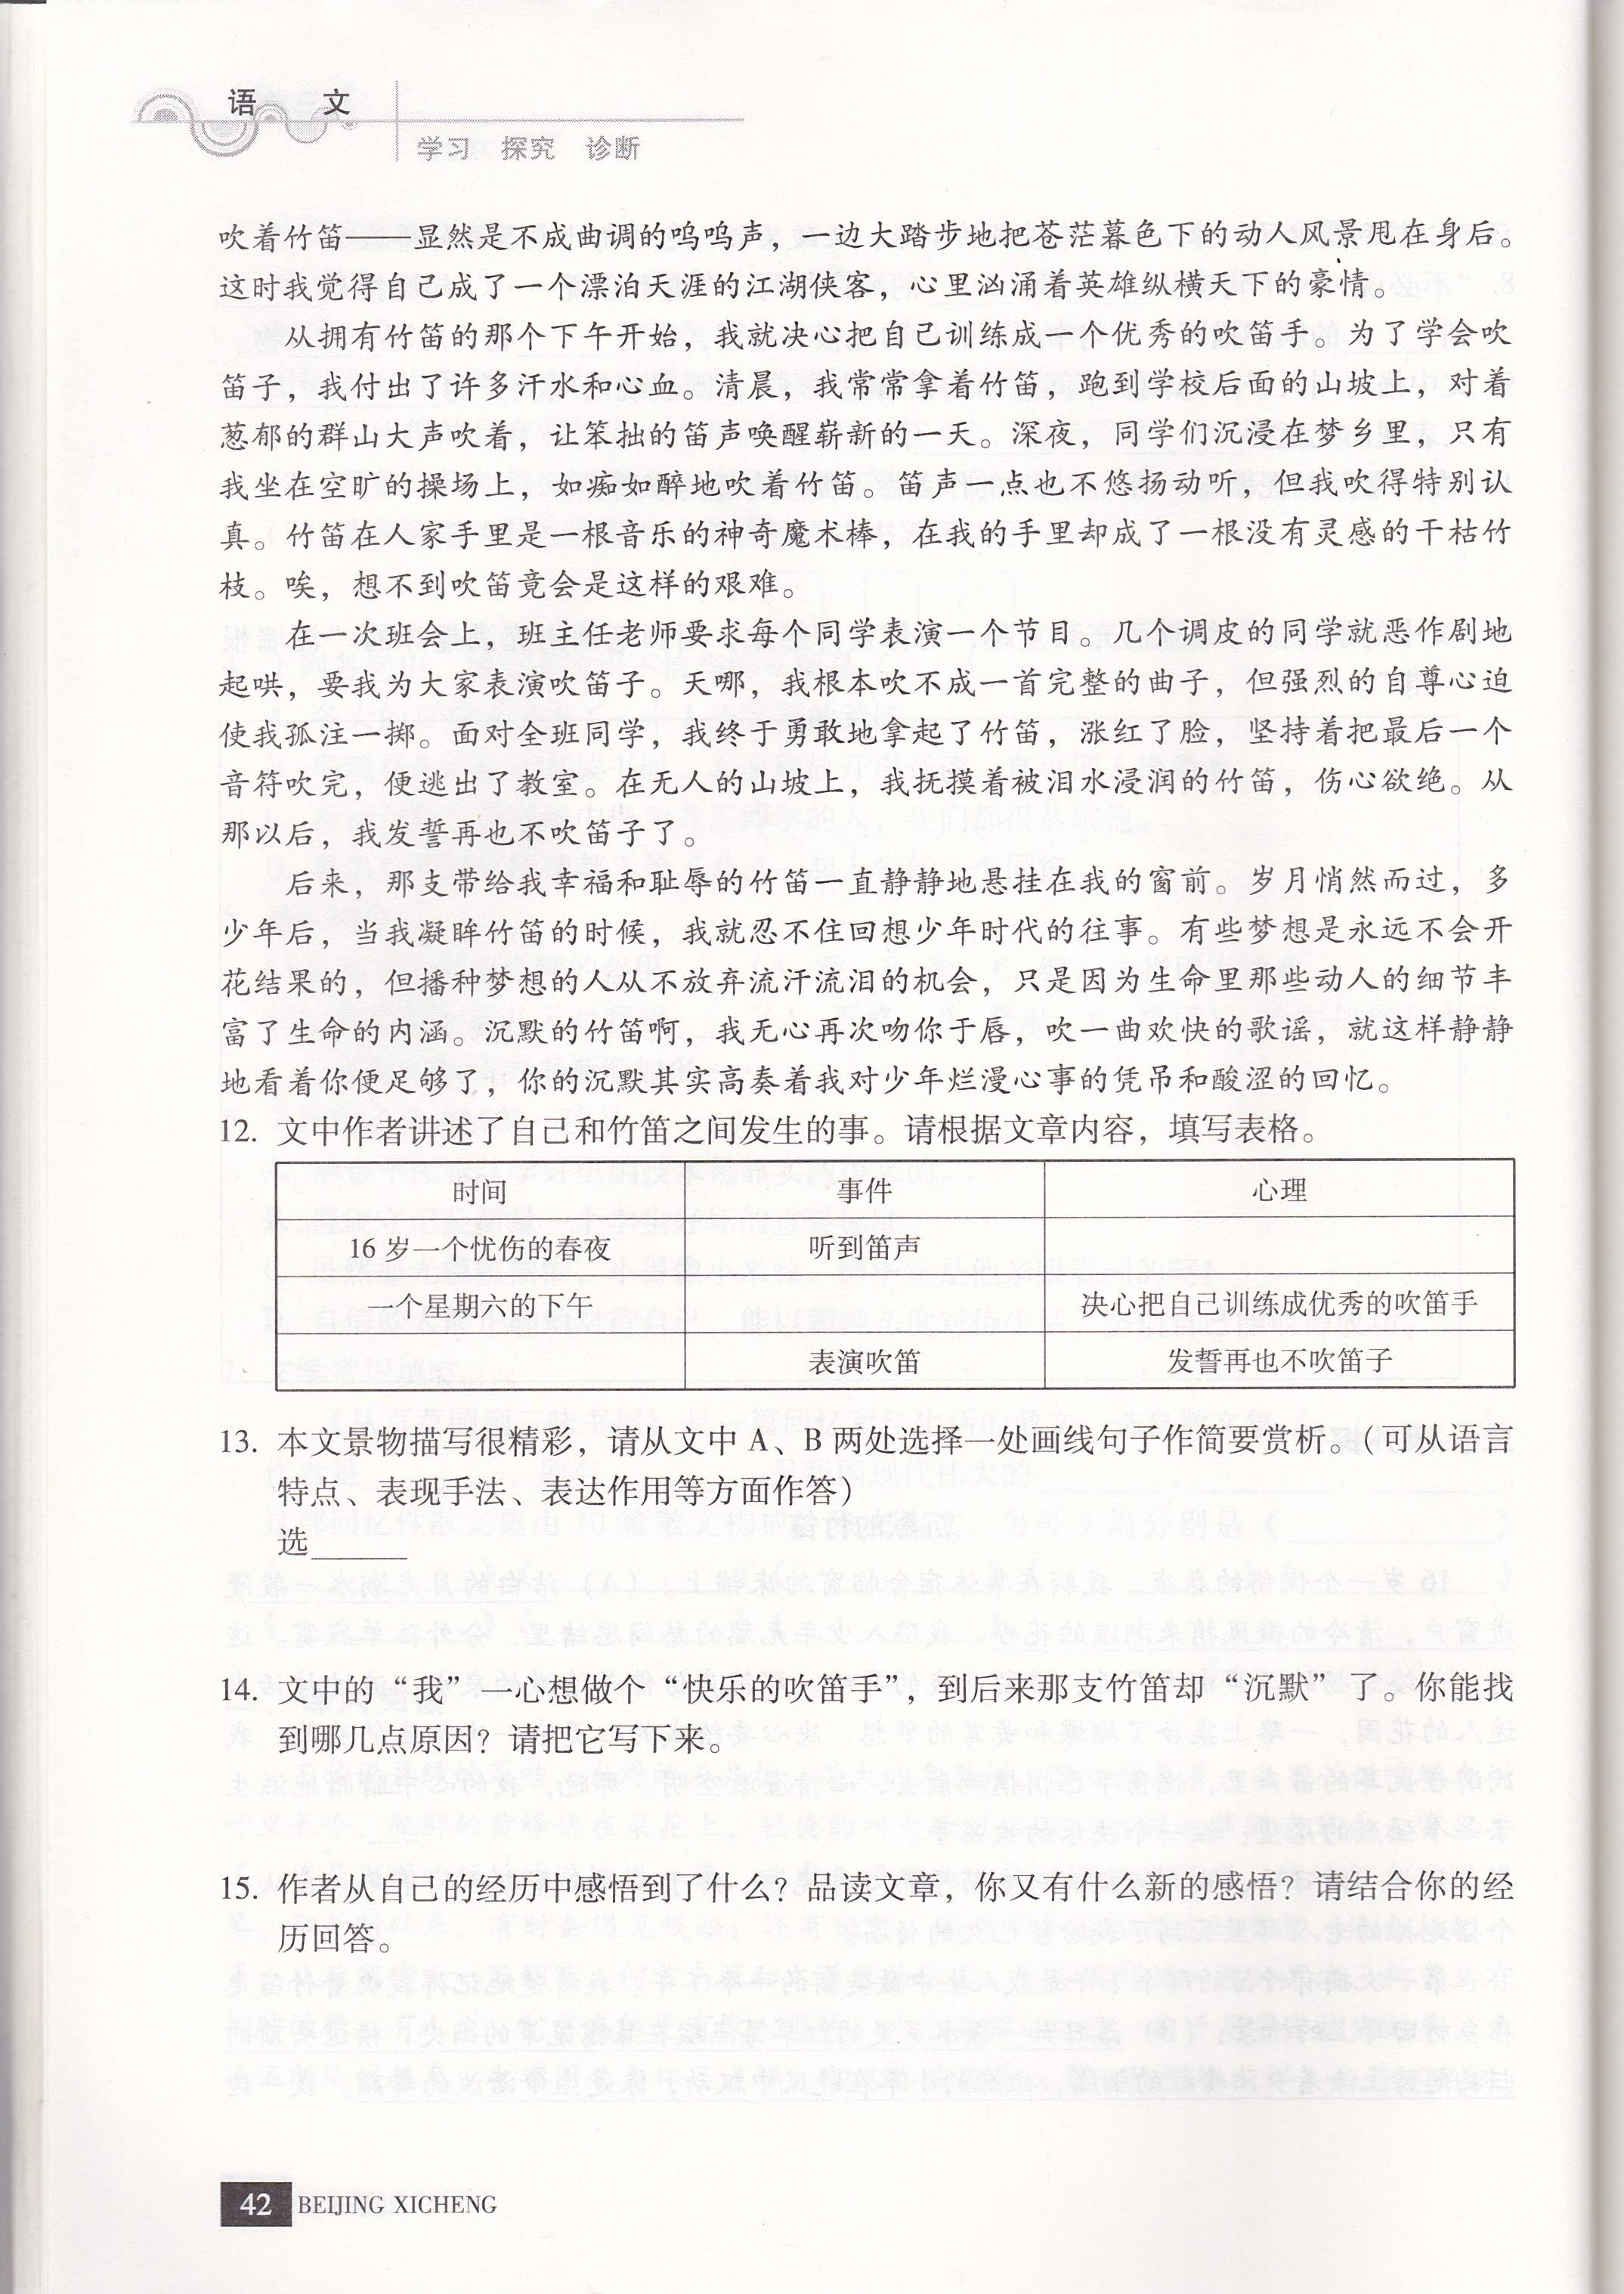 语 文
学习 探究 诊断
吹着竹笛——显然是不成曲调的呜呜声，一边大踏步地把苍茫暮色下的动人风景甩在身后。
这时我觉得自己成了一个漂泊天涯的江湖侠客，心里汹涌着英雄纵横天下的豪情。
从拥有竹笛的那个下午开始，我就决心把自己训练成一个优秀的吹笛手。为了学会吹
笛子，我付出了许多汗水和心血。清晨，我常常拿着竹笛，跑到学校后面的山坡上，对着
葱郁的群山大声吹着，让笨拙的笛声唤醒崭新的一天。深夜，同学们沉浸在梦乡里，只有
我坐在空旷的操场上，如痴如醉地吹着竹笛。笛声一点也不悠扬动听，但我吹得特别认
真。竹笛在人家手里是一根音乐的神奇魔术棒，在我的手里却成了一根没有灵感的干枯竹
枝。唉，想不到吹笛竟会是这样的艰难。
在一次班会上，班主任老师要求每个同学表演一个节目。几个调皮的同学就恶作剧地
起哄，要我为大家表演吹笛子。天哪，我根本吹不成一首完整的曲子，但强烈的自尊心迫
使我孤注一掷。面对全班同学，我终于勇敢地拿起了竹笛，涨红了脸，坚持着把最后一个
音符吹完，便逃出了教室。在无人的山坡上，我抚摸着被泪水浸润的竹笛，伤心欲绝。从
那以后，我发誓再也不吹笛子了。
后来，那支带给我幸福和耻辱的竹笛一直静静地悬挂在我的窗前。岁月悄然而过，多
少年后，当我凝眸竹笛的时候，我就忍不住回想少年时代的往事。有些梦想是永远不会开
花结果的，但播种梦想的人从不放弃流汗流泪的机会，只是因为生命里那些动人的细节丰
富了生命的内涵。沉默的竹笛啊，我无心再次吻你于唇，吹一曲欢快的歌谣，就这样静静
地看着你便足够了，你的沉默其实高奏着我对少年烂漫心事的凭吊和酸涩的回忆。
12. 文中作者讲述了自己和竹笛之间发生的事。请根据文章内容，填写表格。
时间 事件 心理
16 岁一个忧伤的春夜 听到笛声
一个星期六的下午 决心把自己训练成优秀的吹笛手
表演吹笛 发誓再也不吹笛子
13. 本文景物描写很精彩，请从文中 A、B 两处选择一处画线句子作简要赏析。（可从语言
特点、表现手法、表达作用等方面作答）
选______
14. 文中的“我”一心想做个“快乐的吹笛手”，到后来那支竹笛却“沉默”了。你能找
到哪几点原因？请把它写下来。
15. 作者从自己的经历中感悟到了什么？品读文章，你又有什么新的感悟？请结合你的经
历回答。
42 BEIJING XICHENG